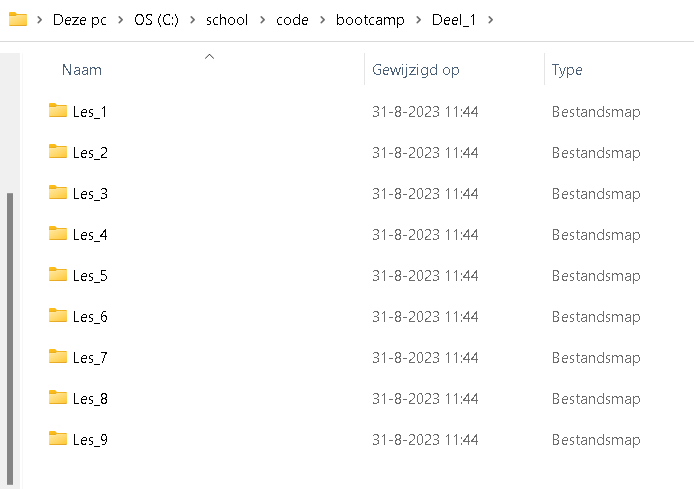 Deze pc > OS (C:) > school > code > bootcamp > Deel_1 >
Naam Gewijzigd op Type
Les_1 31-8-2023 11:44 Bestandsmap
Les_2 31-8-2023 11:44 Bestandsmap
Les_3 31-8-2023 11:44 Bestandsmap
Les_4 31-8-2023 11:44 Bestandsmap
Les_5 31-8-2023 11:44 Bestandsmap
Les_6 31-8-2023 11:44 Bestandsmap
Les_7 31-8-2023 11:44 Bestandsmap
Les_8 31-8-2023 11:44 Bestandsmap
Les_9 31-8-2023 11:44 Bestandsmap